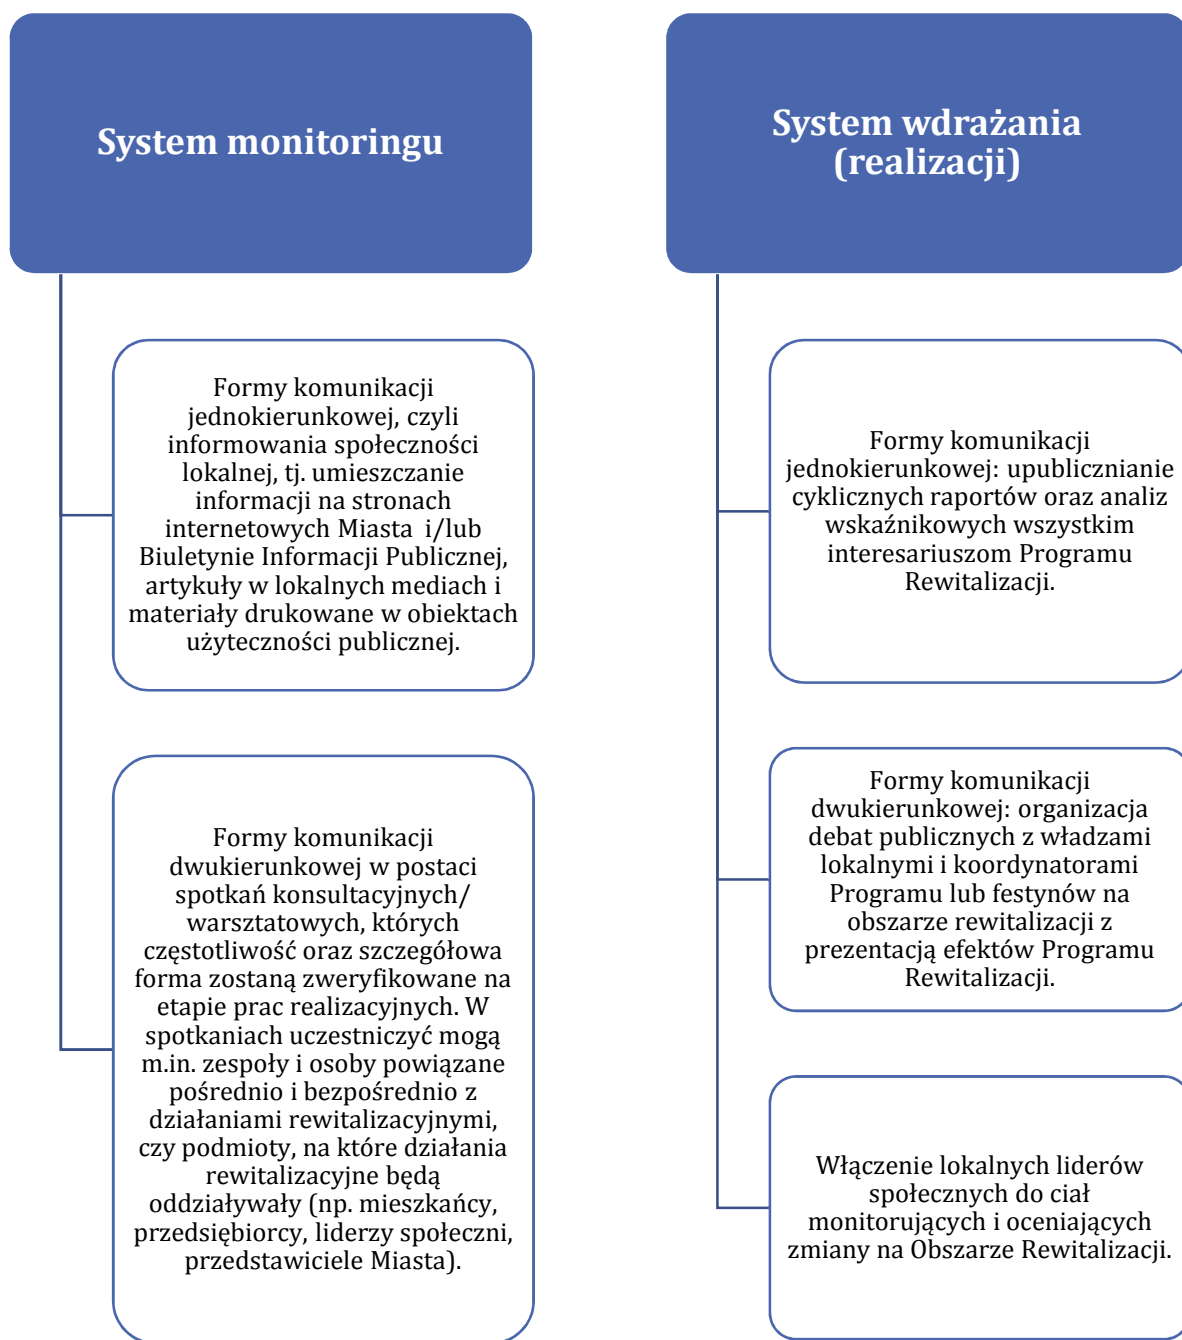 System monitoringu
Formy komunikacji
jednokierunkowej, czyli
informowania społeczności
lokalnej, tj. umieszczanie
informacji na stronach
internetowych Miasta  i/lub
Biuletynie Informacji Publicznej,
artykuły w lokalnych mediach i
materiały drukowane w obiektach
użyteczności publicznej.
Formy komunikacji
dwukierunkowej w postaci
spotkań konsultacyjnych/
warsztatowych, których
częstotliwość oraz szczegółowa
forma zostaną zweryfikowane na
etapie prac realizacyjnych. W
spotkaniach uczestniczyć mogą
m.in. zespoły i osoby powiązane
pośrednio i bezpośrednio z
działaniami rewitalizacyjnymi,
czy podmioty, na które działania
rewitalizacyjne będą
oddziaływały (np. mieszkańcy,
przedsiębiorcy, liderzy społeczni,
przedstawiciele Miasta).
System wdrażania
(realizacji)
Formy komunikacji
jednokierunkowej: upublicznianie
cyklicznych raportów oraz analiz
wskaźnikowych wszystkim
interesariuszom Programu
Rewitalizacji.
Formy komunikacji
dwukierunkowej: organizacja
debat publicznych z władzami
lokalnymi i koordynatorami
Programu lub festynów na
obszarze rewitalizacji z
prezentacją efektów Programu
Rewitalizacji.
Włączenie lokalnych liderów
społecznych do ciał
monitorujących i oceniających
zmiany na Obszarze Rewitalizacji.